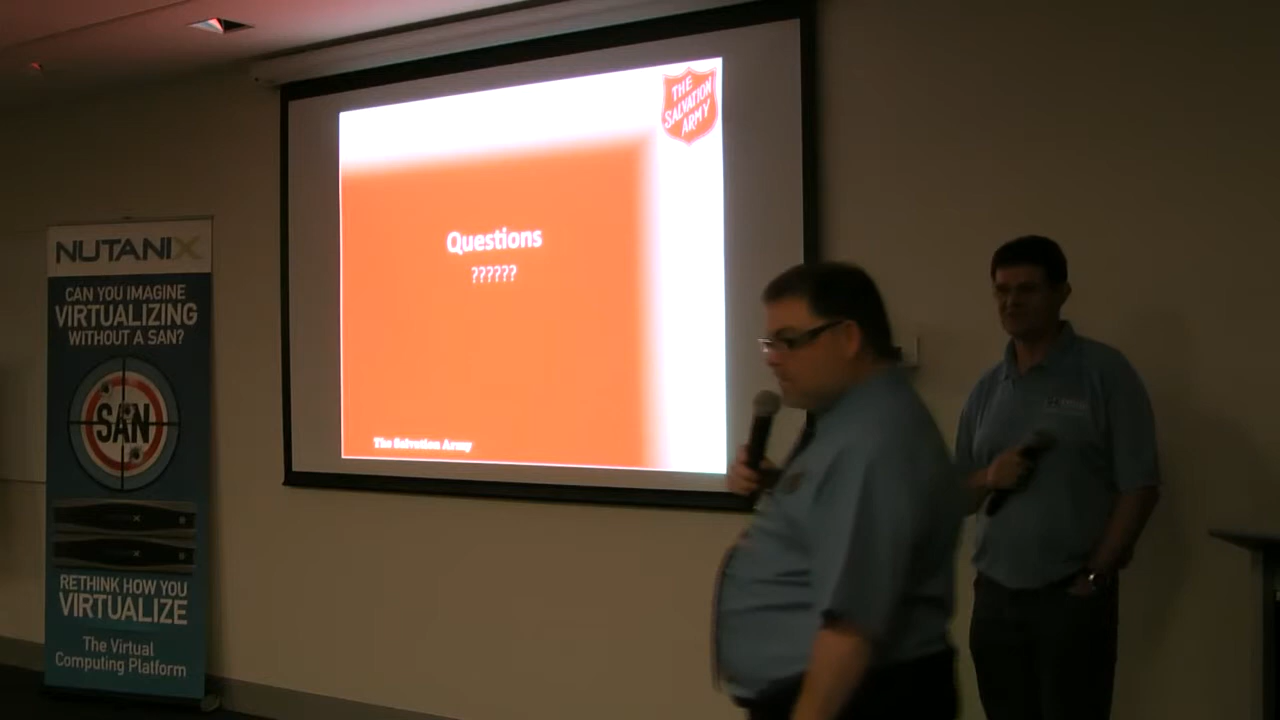 NUTANIX
CAN YOU IMAGINE
VIRTUALIZING
WITHOUT A SAN?
SAN
RETHINK HOW YOU
VIRTUALIZE
The Virtual
Computing Platform
THE
SALVATION
ARMY
Questions
??????
The Salvation Army